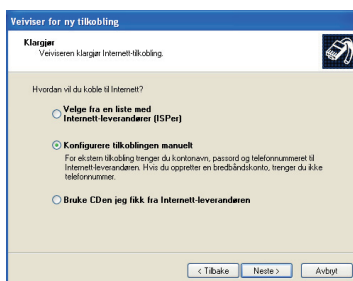 Veiviser for ny tilkobling
Klargjør
Veiviseren klargjør Internett-tilkobling.
Hvordan vil du koble til Internett?
Velge fra en liste med
Internett-leverandører (ISPer)
Konfigurere tilkoblingen manuelt
For ekstern tilkobling trenger du kontonavn, passord og telefonnummeret til
Internett-leverandøren. Hvis du oppretter en bredbåndskonto, trenger du ikke
telefonnummer.
Bruke CDen jeg fikk fra Internett-leverandøren
< Tilbake
Neste >
Avbryt